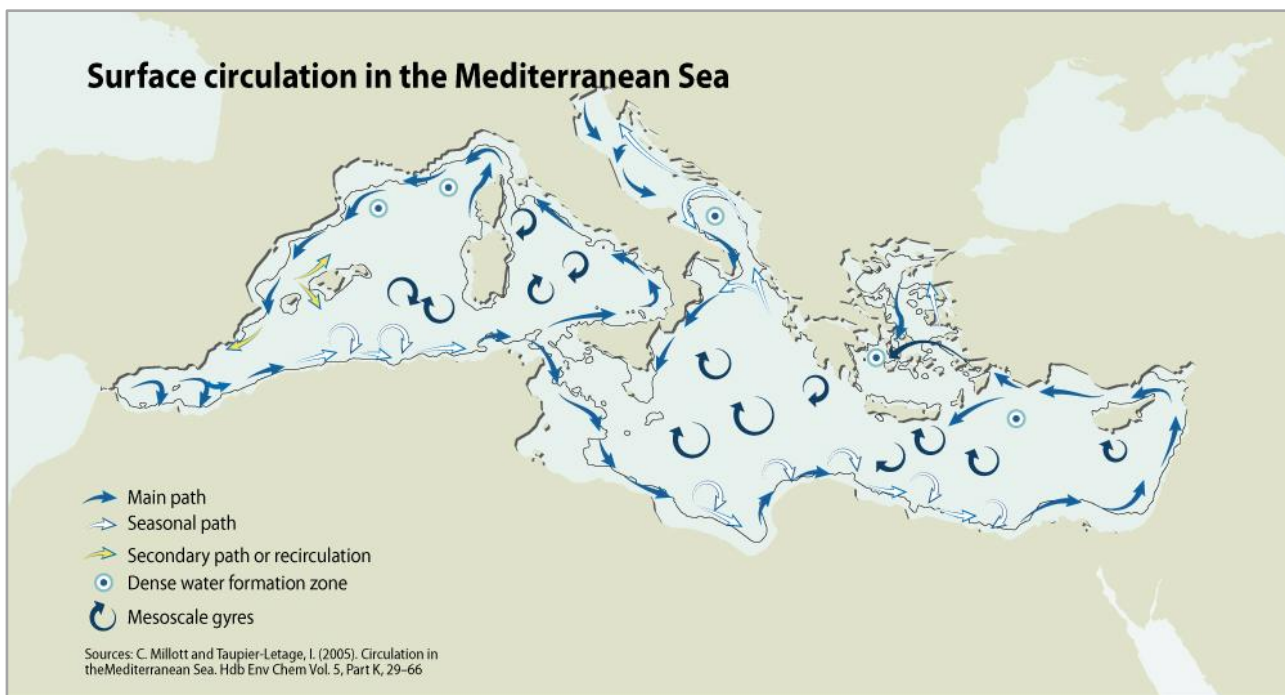 Surface circulation in the Mediterranean Sea
Main path
Seasonal path
Secondary path or recirculation
Dense water formation zone
Mesoscale gyres
Sources: C. Millott and Taupier-Letage, I. (2005). Circulation in
theMediterranean Sea. Hdb Env Chem Vol. 5, Part K, 29–66